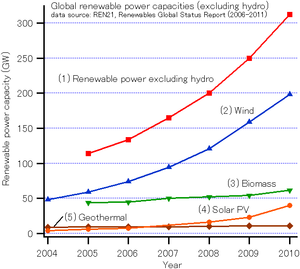 Global renewable power capacities (excluding hydro)
data source: REN21, Renewables Global Status Report (2006-2011)
Renewable power capacity (GW)
300
250
200
150
100
50
0
(1) Renewable power excluding hydro
(2) Wind
(3) Biomass
(4) Solar PV
(5) Geothermal
2004 2005 2006 2007 2008 2009 2010
Year